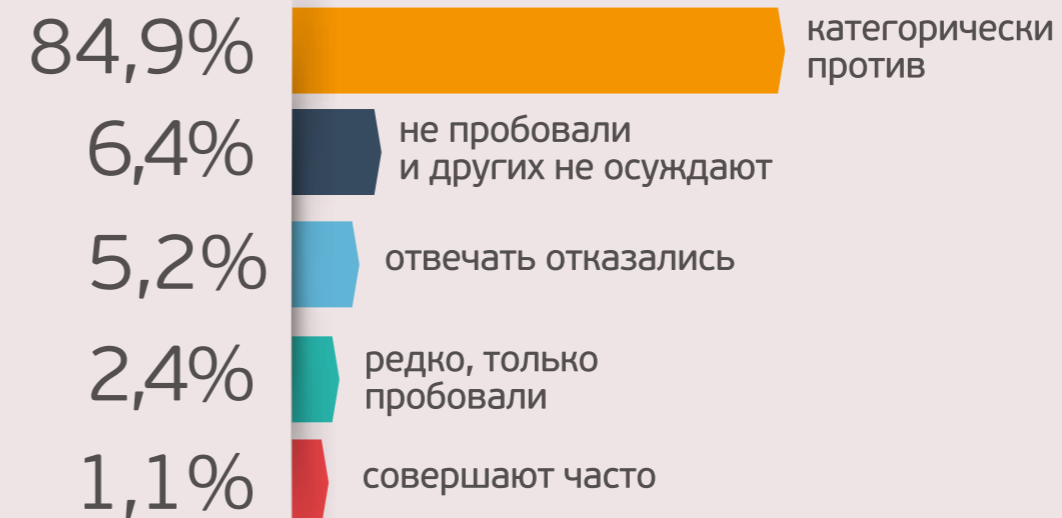 84,9%
категорически
против
6,4%
не пробовали
и других не осуждают
5,2%
отвечать отказались
2,4%
редко, только
пробовали
1,1%
совершают часто